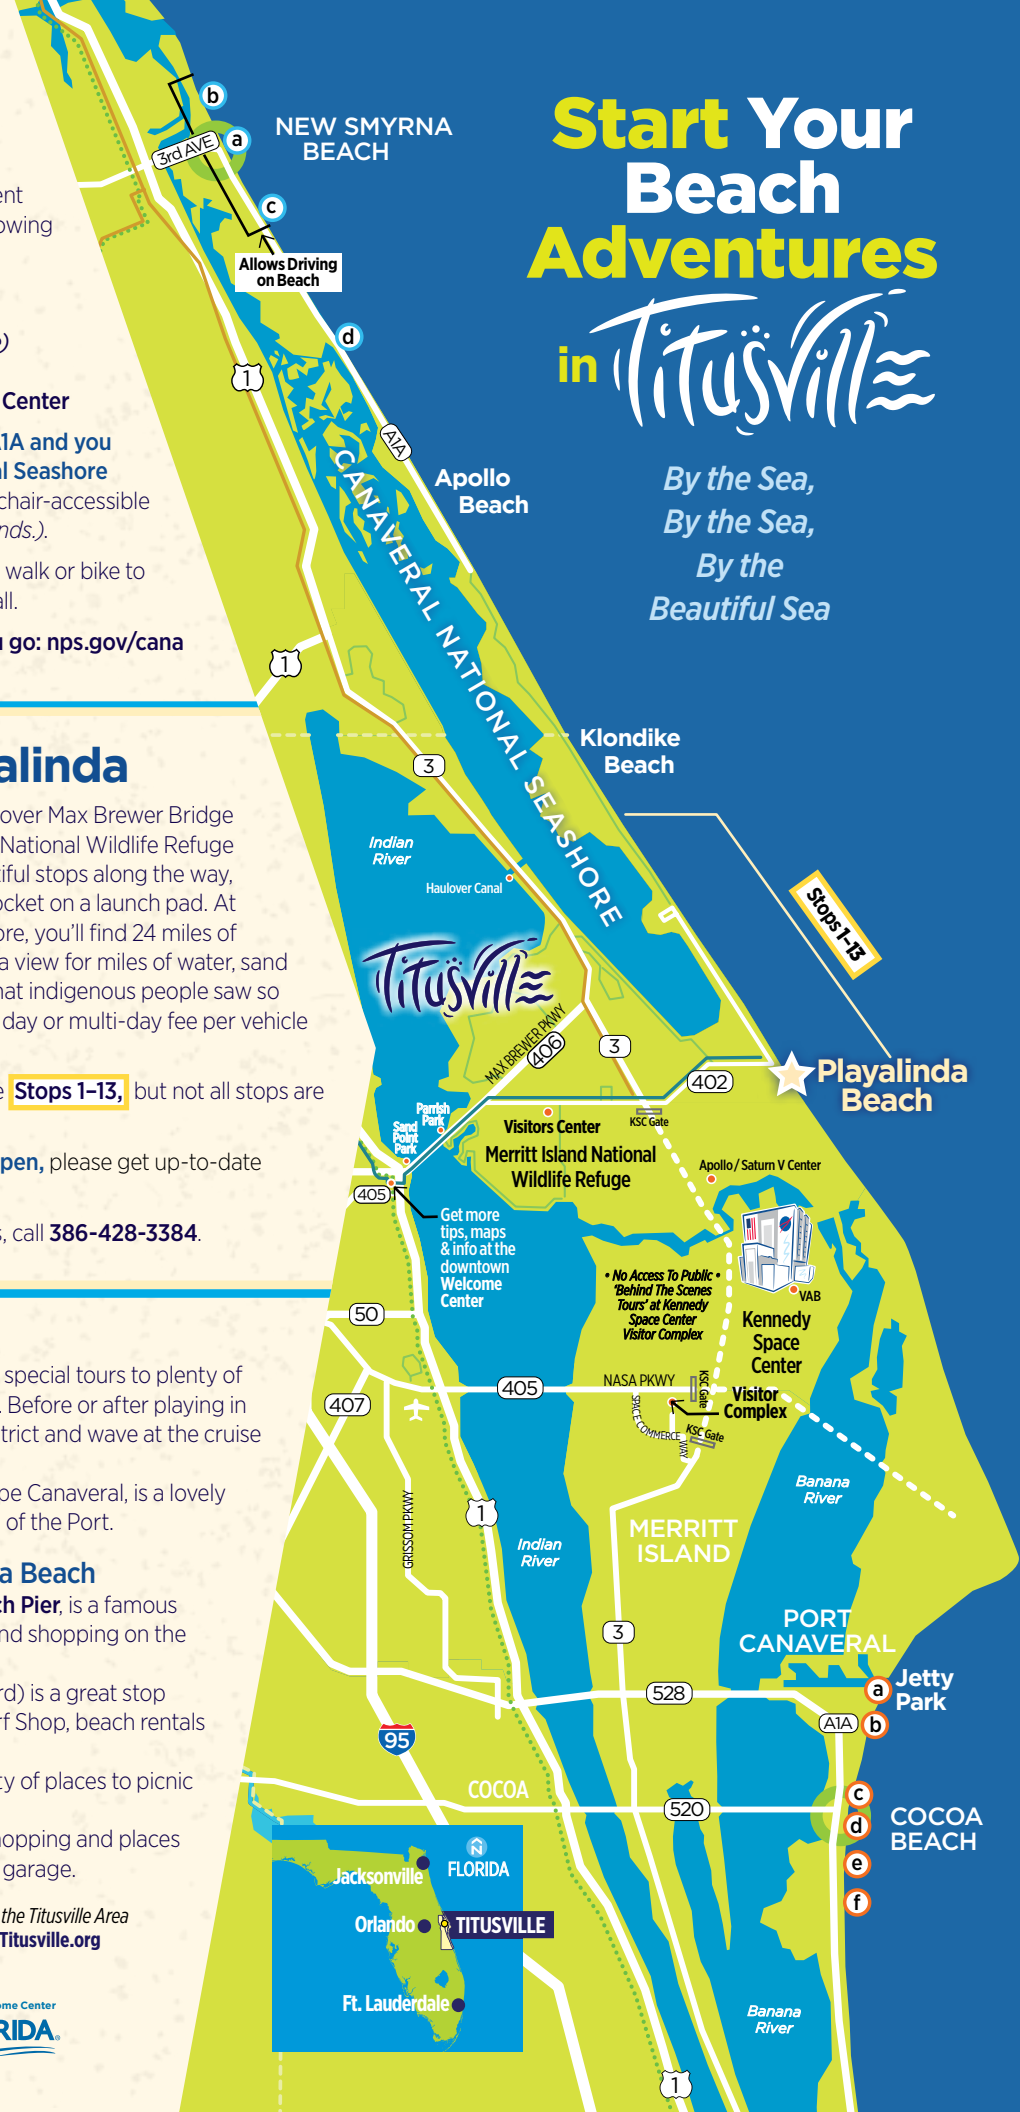 Start Your
Beach
Adventures
in Titusville
By the Sea,
By the Sea,
By the
Beautiful Sea
b
a
3rd AVE
NEW SMYRNA
BEACH
c
Allows Driving
on Beach
d
1
A1A
Apollo
Beach
CANAVERAL NATIONAL SEASHORE
1
Klondike
Beach
3
Indian
River
Haulover Canal
Stops 1–13
Titusville
MAX BREWER PKWY
406
3
402
Playalinda
Beach
Parrish
Park
Sand
Point
Park
Visitors Center
KSC Gate
Merritt Island National
Wildlife Refuge
Apollo/Saturn V Center
405
Get more
tips, maps
& info at the
downtown
Welcome
Center
• No Access To Public •
'Behind The Scenes
Tours' at Kennedy
Space Center
Visitor Complex
VAB
Kennedy
Space
Center
50
405
NASA PKWY
KSC Gate
Visitor
Complex
407
SPACE COMMERCE WAY
KSC Gate
Banana
River
GRISSOM PKWY
1
Indian
River
MERRITT
ISLAND
3
PORT
CANAVERAL
Jetty
Park
a
528
A1A
b
95
COCOA
520
c
d
COCOA
BEACH
e
f
N
FLORIDA
Jacksonville
Orlando
TITUSVILLE
Ft. Lauderdale
Banana
River
1
ent
owing
Center
1A and you
l Seashore
chair-accessible
nds.).
walk or bike to
all.
u go: nps.gov/cana
alinda
over Max Brewer Bridge
National Wildlife Refuge
tiful stops along the way,
ocket on a launch pad. At
ore, you'll find 24 miles of
a view for miles of water, sand
hat indigenous people saw so
day or multi-day fee per vehicle
e Stops 1–13, but not all stops are
pen, please get up-to-date
s, call 386-428-3384.
special tours to plenty of
. Before or after playing in
trict and wave at the cruise
pe Canaveral, is a lovely
of the Port.
a Beach
ch Pier, is a famous
nd shopping on the
rd) is a great stop
rf Shop, beach rentals
ty of places to picnic
hopping and places
garage.
the Titusville Area
Titusville.org
ome Center
RIDA